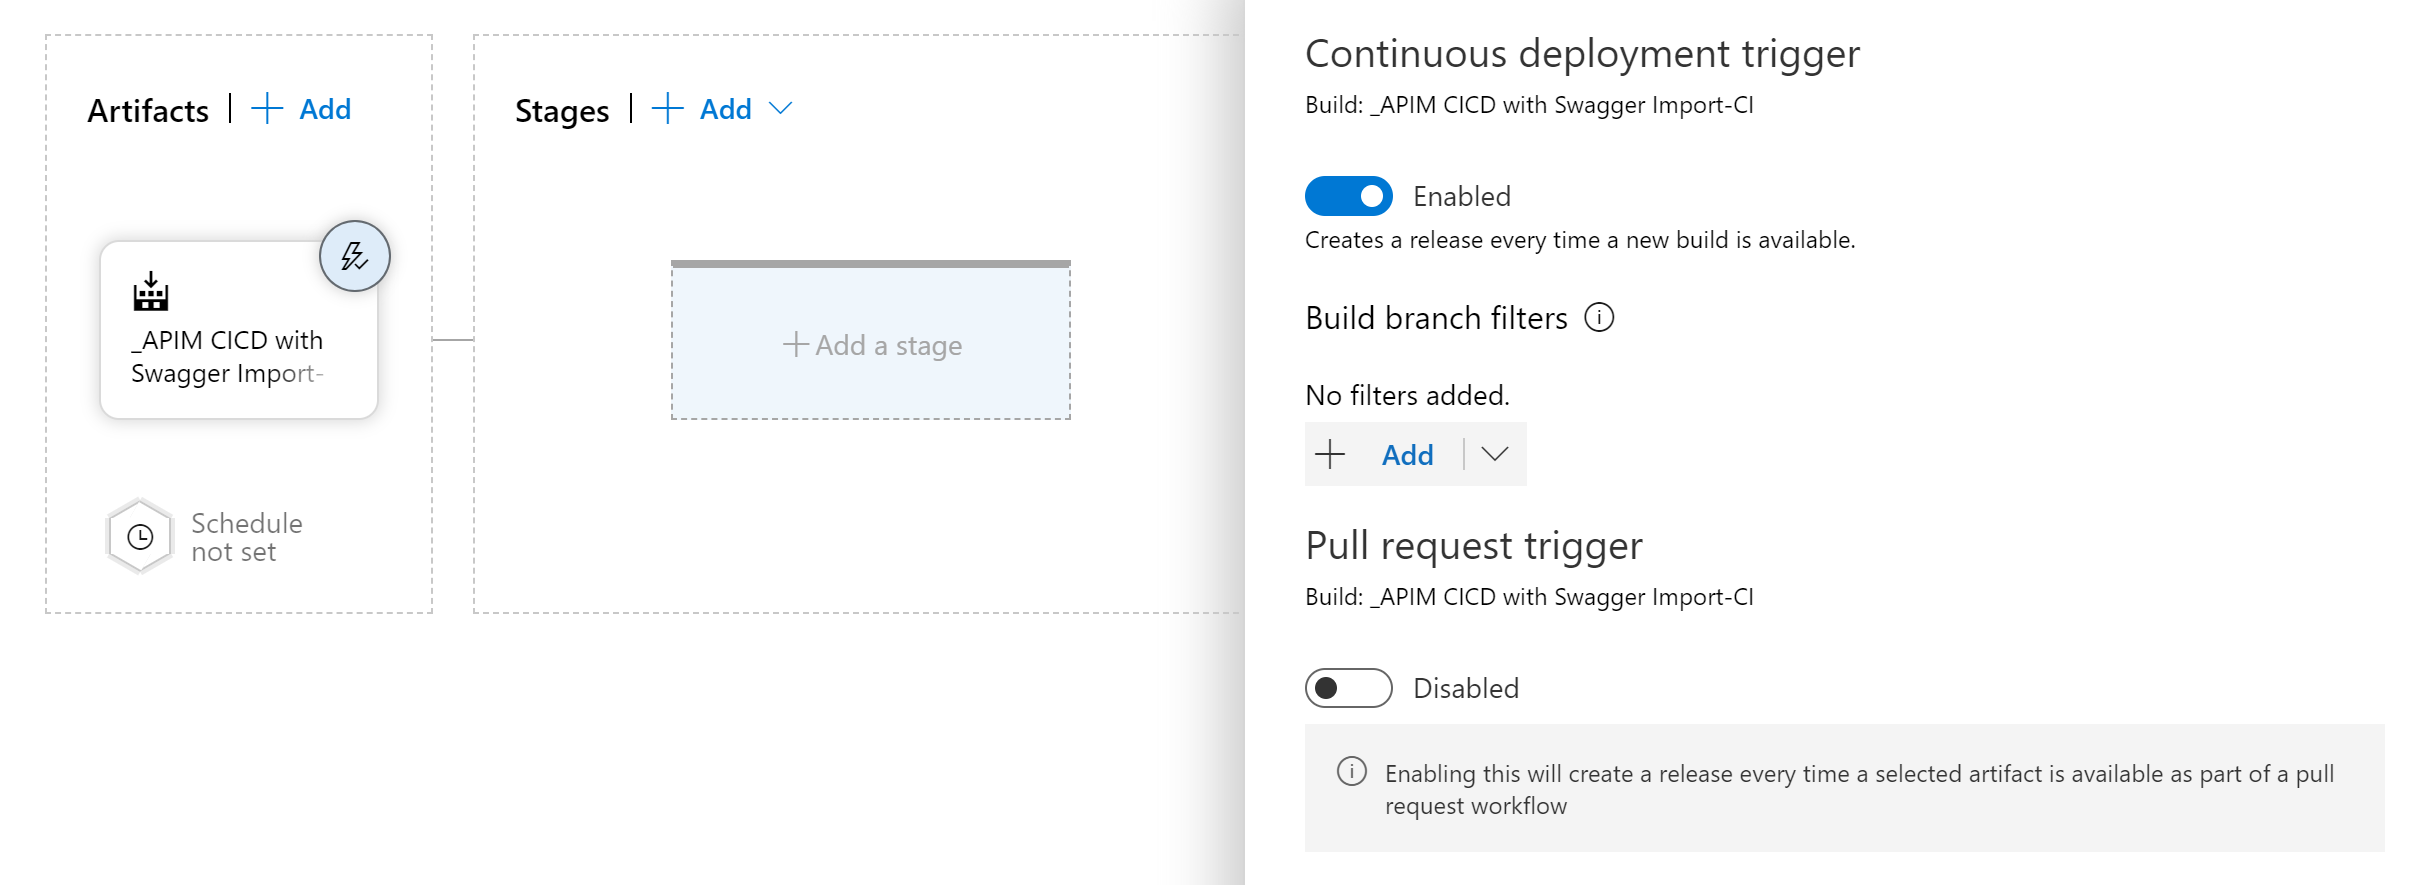 Artifacts | + Add
_APIM CICD with
Swagger Import-
Schedule
not set
Stages | + Add
+ Add a stage
Continuous deployment trigger
Build: _APIM CICD with Swagger Import-CI
Enabled
Creates a release every time a new build is available.
Build branch filters
No filters added.
+ Add
Pull request trigger
Build: _APIM CICD with Swagger Import-CI
Disabled
Enabling this will create a release every time a selected artifact is available as part of a pull
request workflow